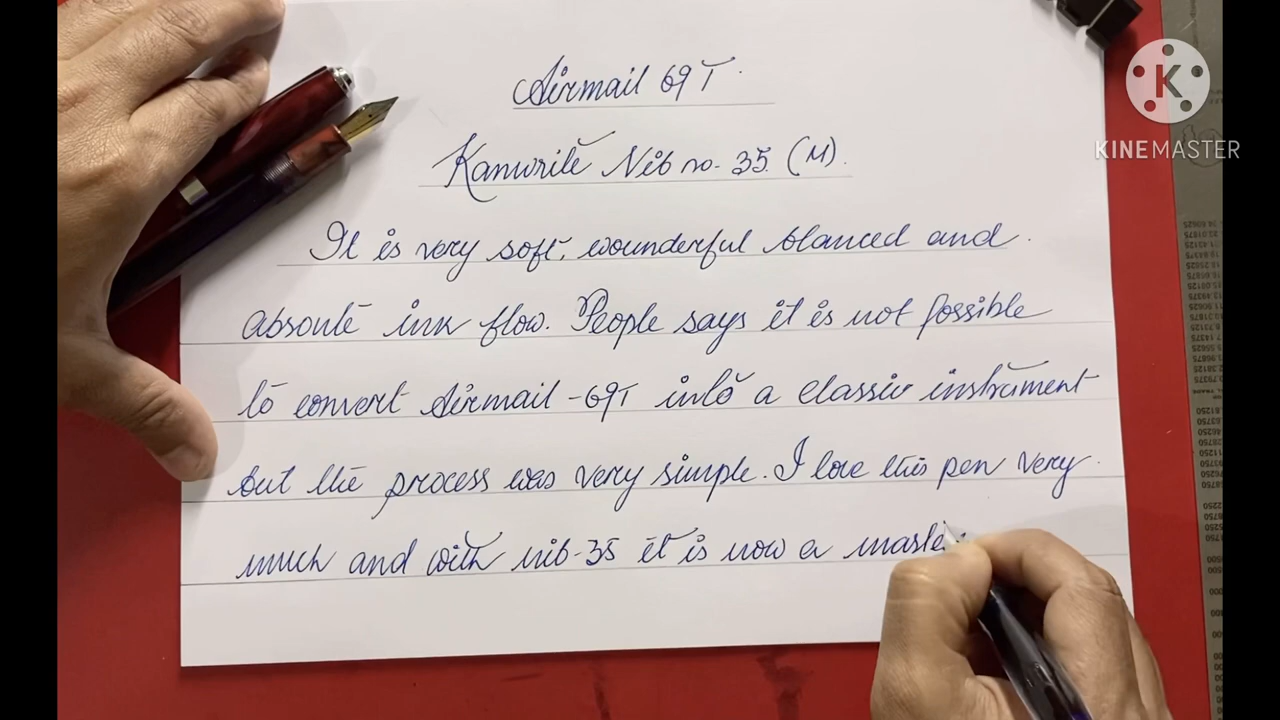 Airmail 69T.
Kanwrite Nib no. 35. (M).
It is very soft, wounderful blanced and
absoute ink flow. People says it is not possible
to convert Airmail-69T into a classic instrument
but the process was very simple. I love this pen very
much and with nib-35 it is now a maste
K
KINEMASTER